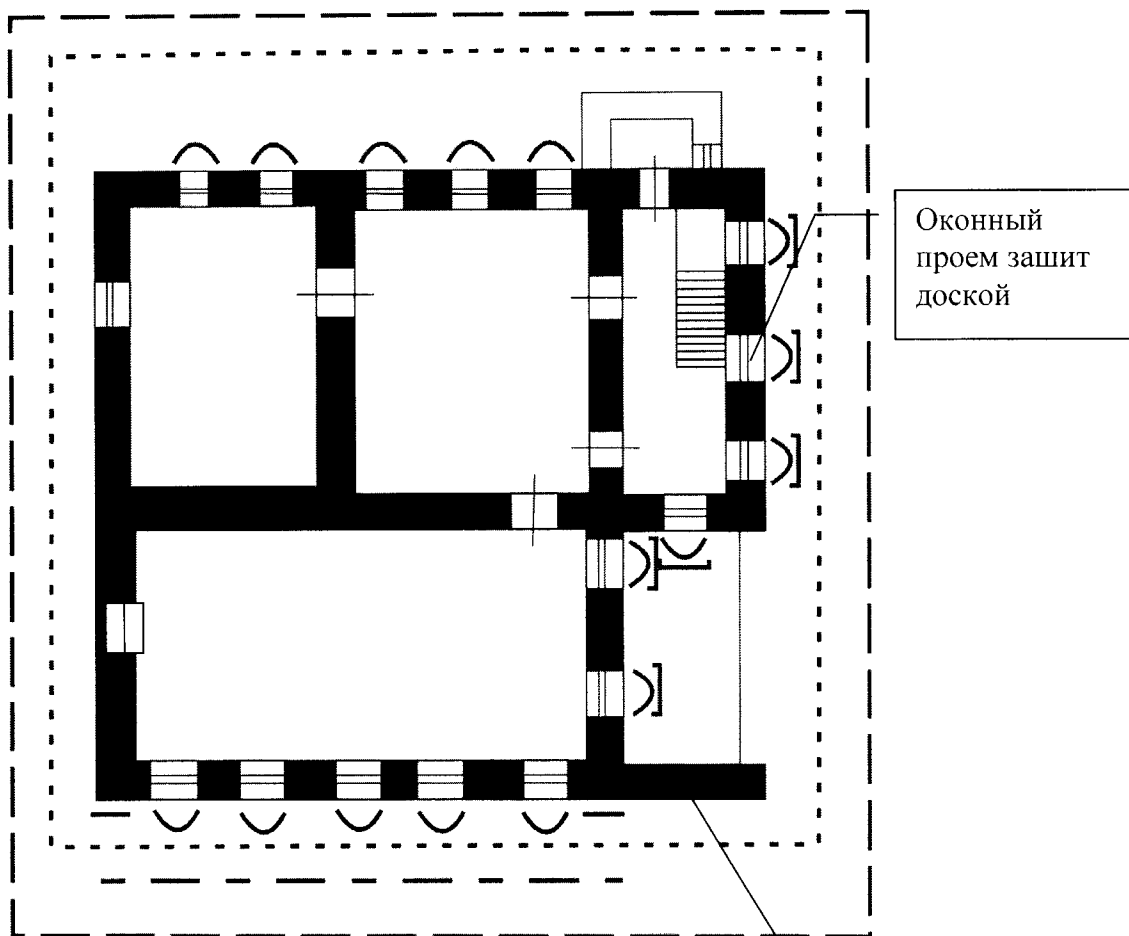 Оконный
проем зашит
доской